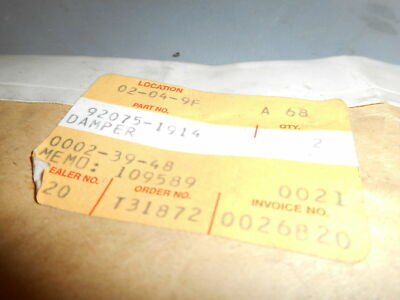 LOCATION
02-04-9F A 68
PART NO. QTY.
92075-1914 2
DAMPER
0002-39-48
MEMO: 109589 0021
EALER NO. ORDER NO. INVOICE NO.
20 T31872 0026820